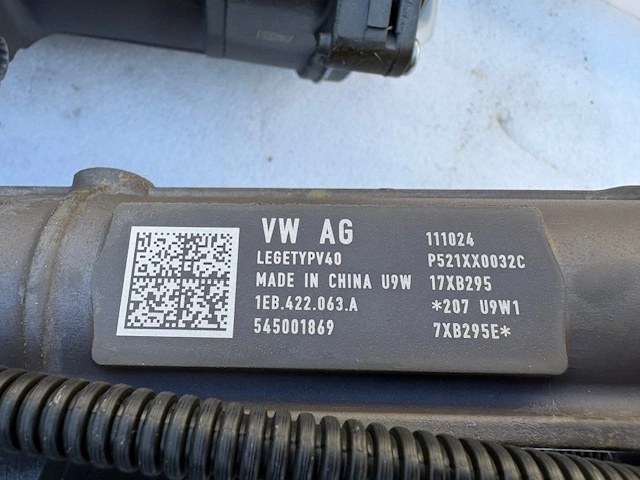 VW AG
LEGETYPV40
MADE IN CHINA U9W
1EB.422.063.A
545001869
111024
P521XX0032C
17XB295
*207 U9W1
7XB295E*